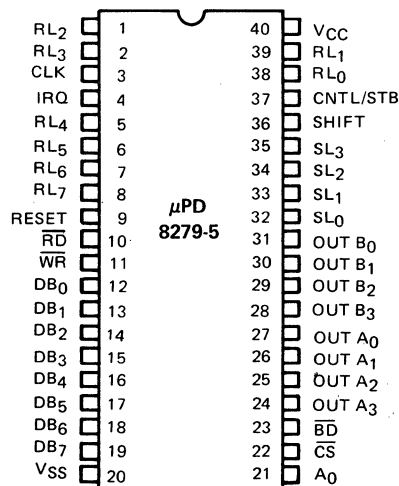 RL2 1 40 VCC
RL3 2 39 RL1
CLK 3 38 RL0
IRQ 4 37 CNTL/STB
RL4 5 36 SHIFT
RL5 6 35 SL3
RL6 7 34 SL2
RL7 8 33 SL1
RESET 9 µPD 32 SL0
R̅D̅ 10 8279-5 31 OUT B0
W̅R̅ 11 30 OUT B1
DB0 12 29 OUT B2
DB1 13 28 OUT B3
DB2 14 27 OUT A0
DB3 15 26 OUT A1
DB4 16 25 OUT A2
DB5 17 24 OUT A3
DB6 18 23 B̅D̅
DB7 19 22 C̅S̅
VSS 20 21 A0